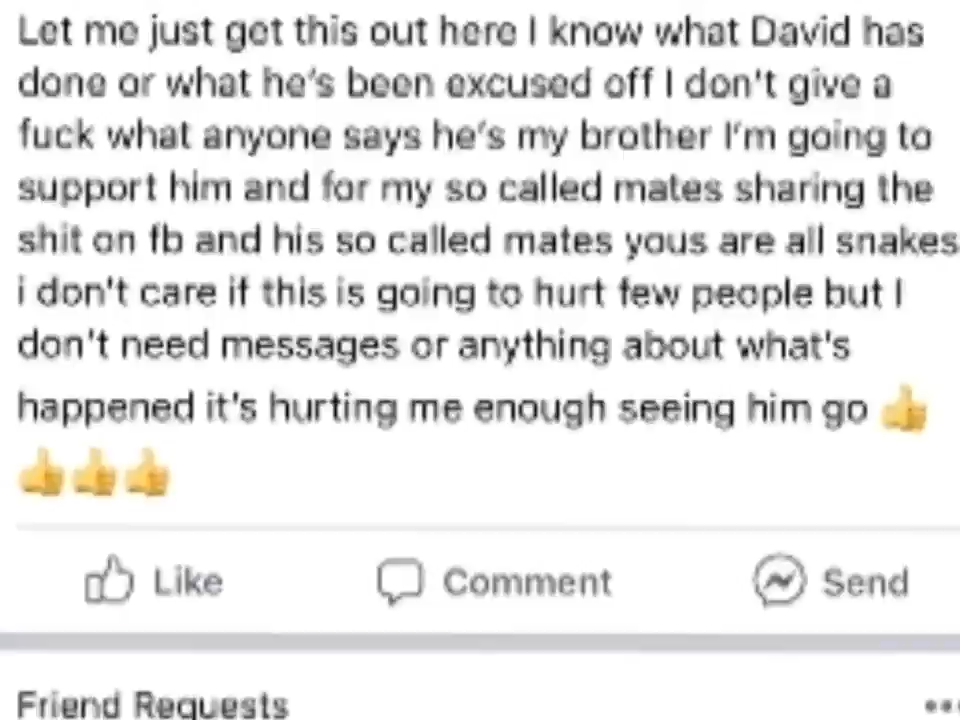 Let me just get this out here I know what David has
done or what he's been excused off I don't give a
fuck what anyone says he's my brother I'm going to
support him and for my so called mates sharing the
shit on fb and his so called mates yous are all snakes
i don't care if this is going to hurt few people but I
don't need messages or anything about what's
happened it's hurting me enough seeing him go 👍
👍👍👍
Like Comment Send
Friend Requests